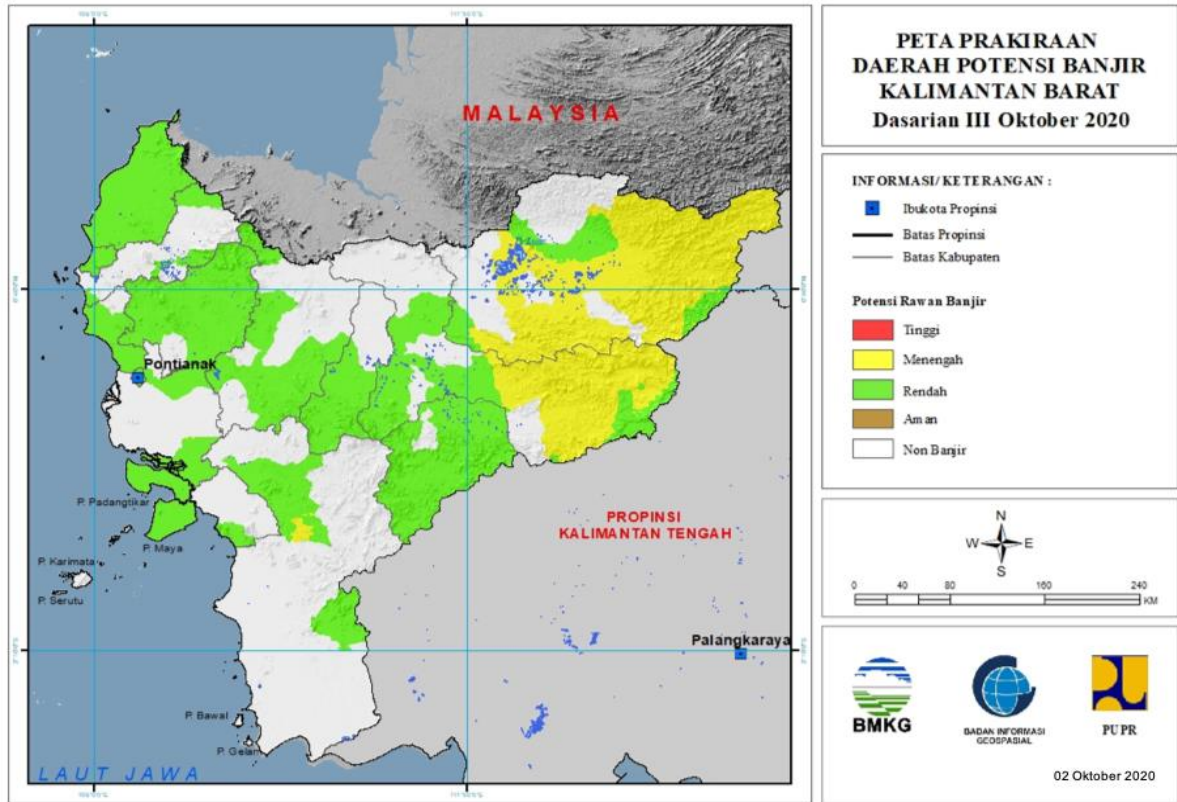 MALAYSIA
Pontianak
P. Padangtikar
P. Maya
P. Karimata
P. Serutu
PROPINSI
KALIMANTAN TENGAH
Palangkaraya
P. Bawal
P. Gelam
LAUT JAWA
PETA PRAKIRAAN
DAERAH POTENSI BANJIR
KALIMANTAN BARAT
Dasarian III Oktober 2020
INFORMASI/ KETERANGAN :
Ibukota Propinsi
Batas Propinsi
Batas Kabupaten
Potensi Rawan Banjir
Tinggi
Menengah
Rendah
Aman
Non Banjir
N
W E
S
0 40 80 160 240
KM
BMKG
BADAN INFORMASI
GEOSPASIAL
PUPR
02 Oktober 2020